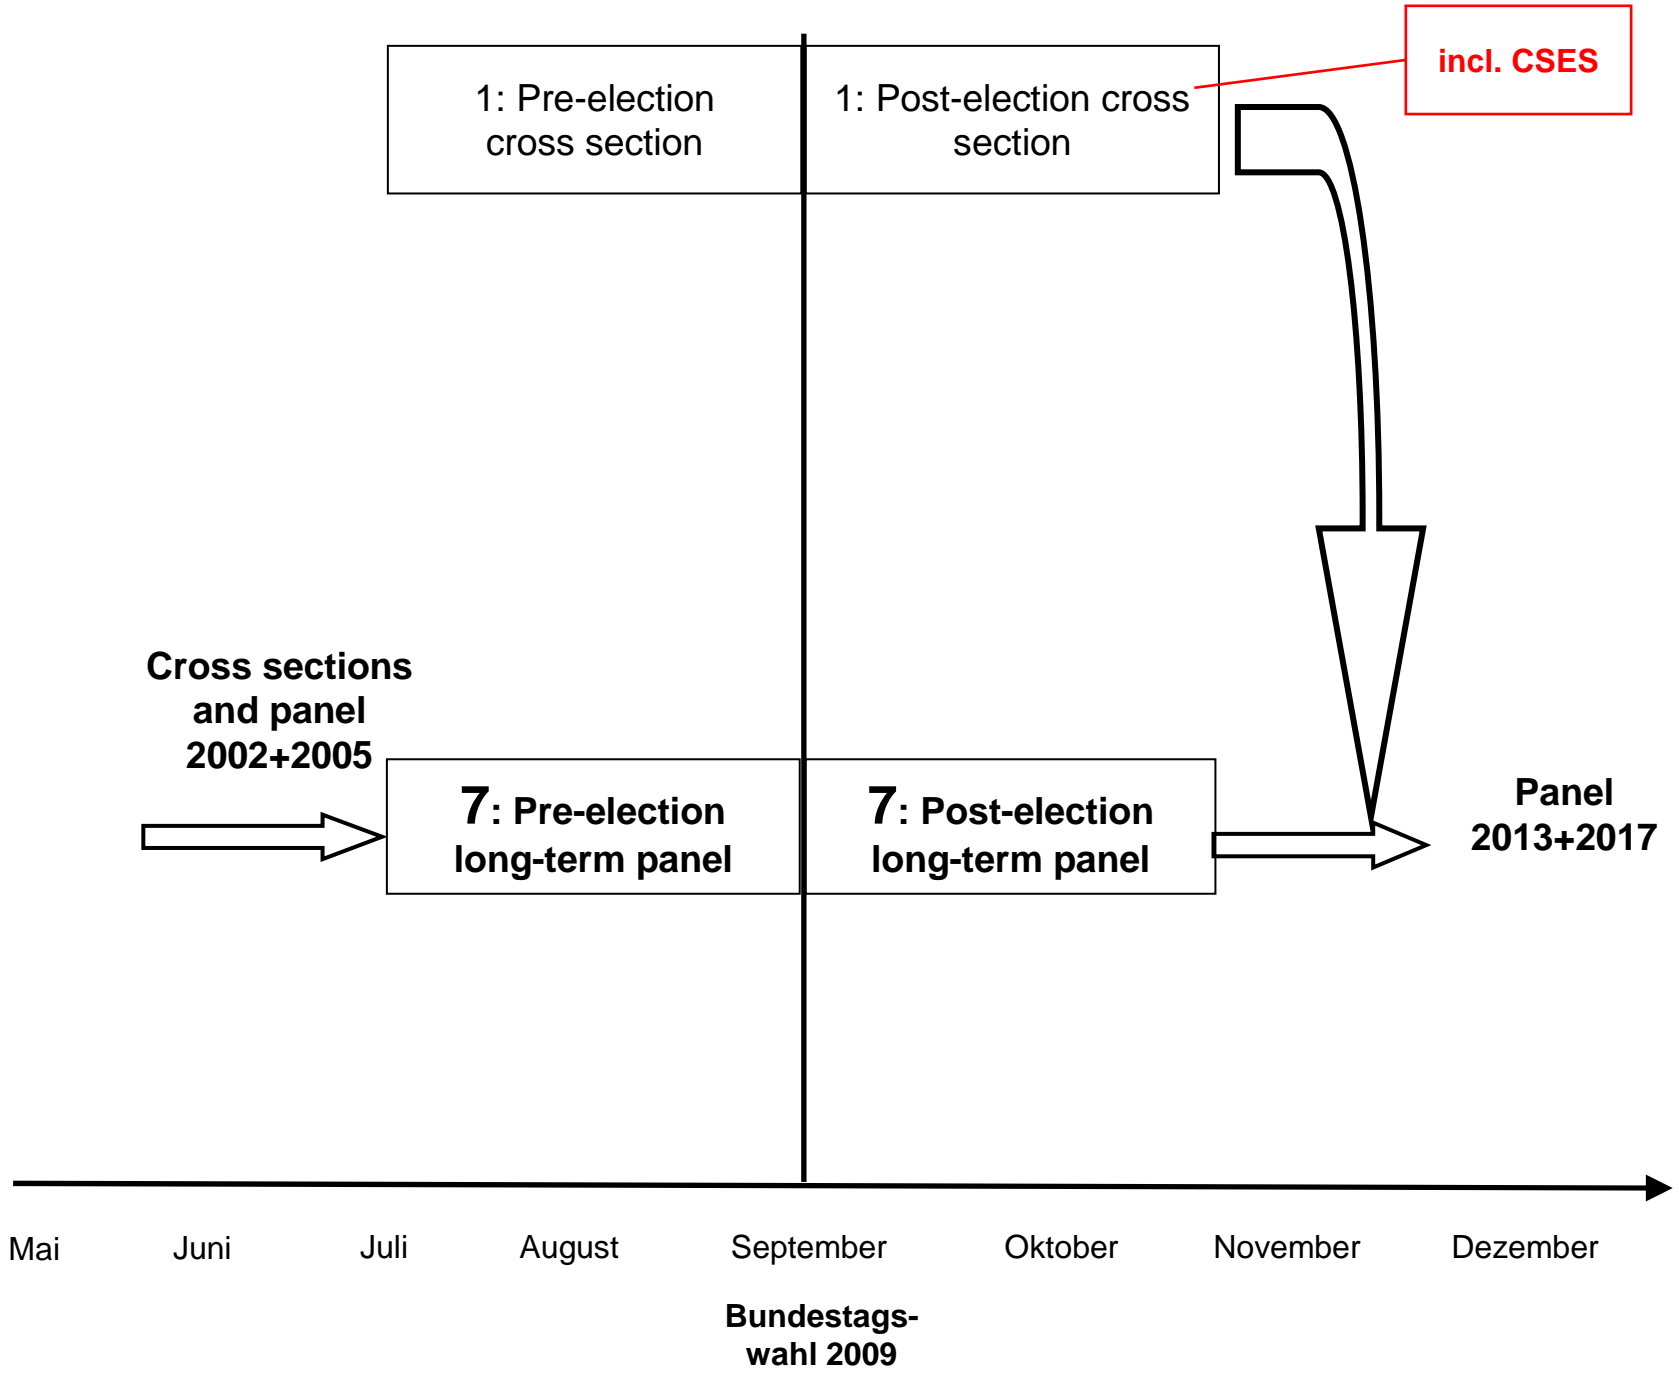 incl. CSES
1: Pre-election
cross section
1: Post-election cross
section
Cross sections
and panel
2002+2005
7: Pre-election
long-term panel
7: Post-election
long-term panel
Panel
2013+2017
Mai Juni Juli August September Oktober November Dezember
Bundestags-
wahl 2009